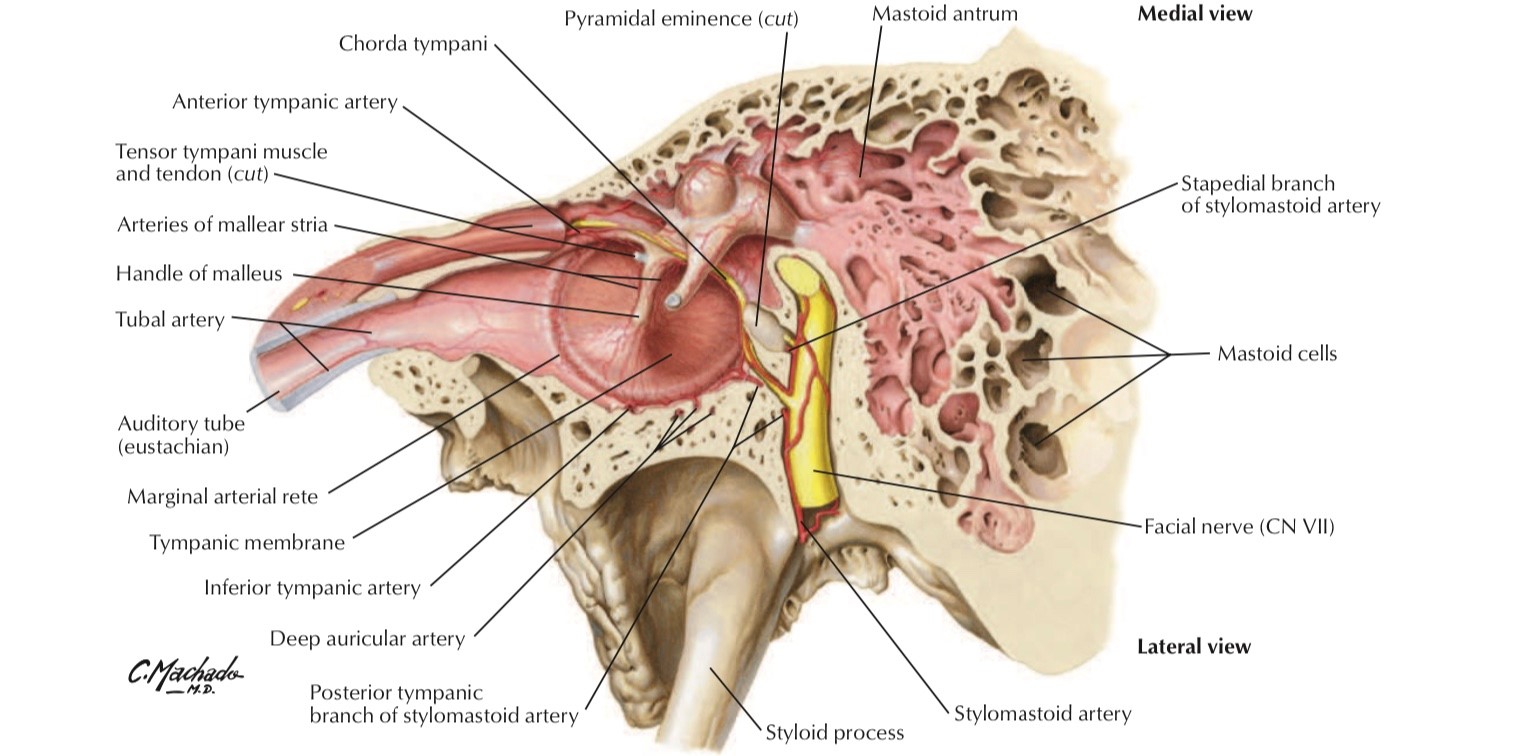 Pyramidal eminence (cut)
Mastoid antrum
Medial view
Chorda tympani
Anterior tympanic artery
Tensor tympani muscle
and tendon (cut)
Stapedial branch
of stylomastoid artery
Arteries of mallear stria
Handle of malleus
Tubal artery
Mastoid cells
Auditory tube
(eustachian)
Marginal arterial rete
Facial nerve (CN VII)
Tympanic membrane
Inferior tympanic artery
Deep auricular artery
Lateral view
C.Machado
M.D.
Posterior tympanic
branch of stylomastoid artery
Stylomastoid artery
Styloid process